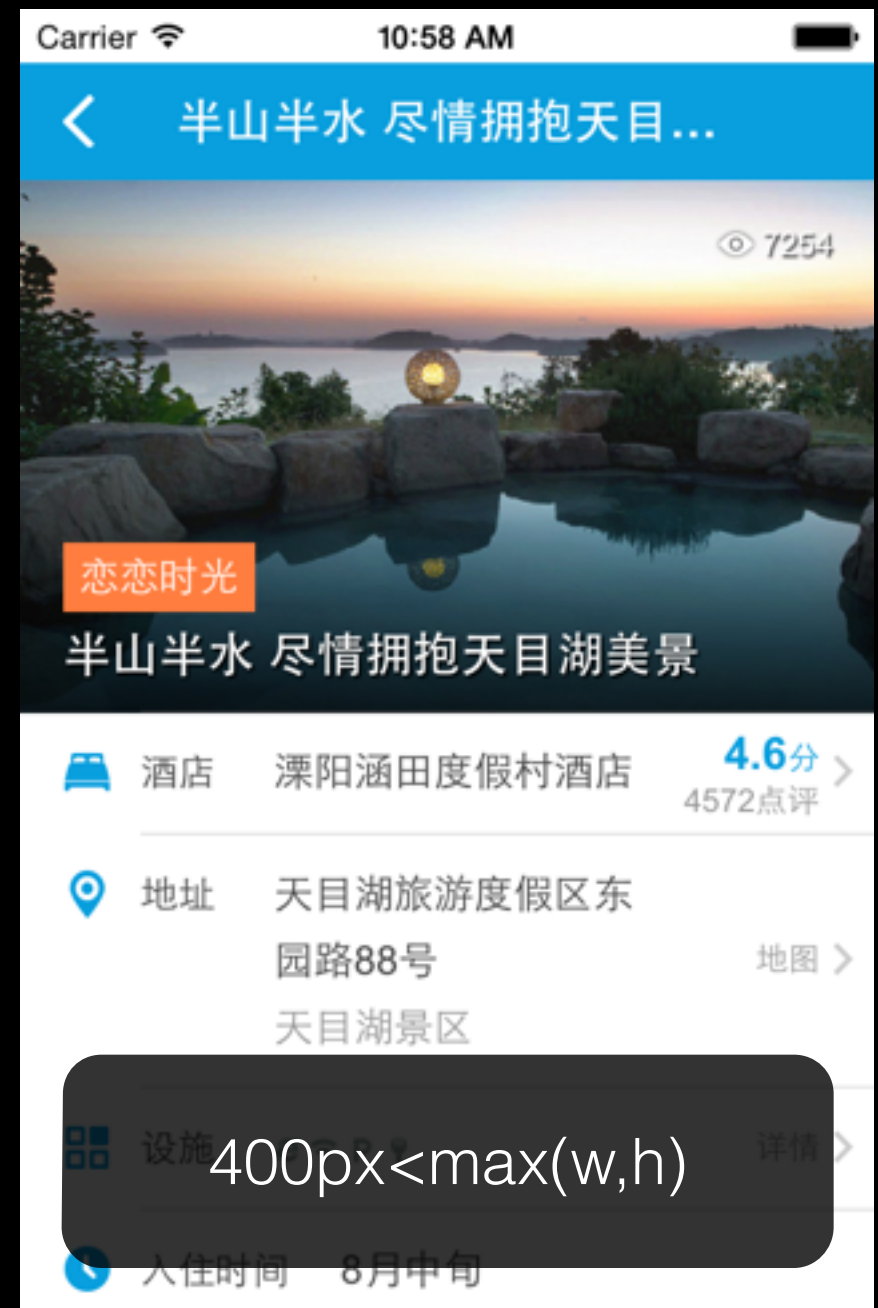 Carrier 10:58 AM
半山半水 尽情拥抱天目...
7254
恋恋时光
半山半水 尽情拥抱天目湖美景
酒店 溧阳涵田度假村酒店 4.6分
4572点评
地址 天目湖旅游度假区东
园路88号 地图
天目湖景区
设施 详情
400px<max(w,h)
入住时间 8月中旬